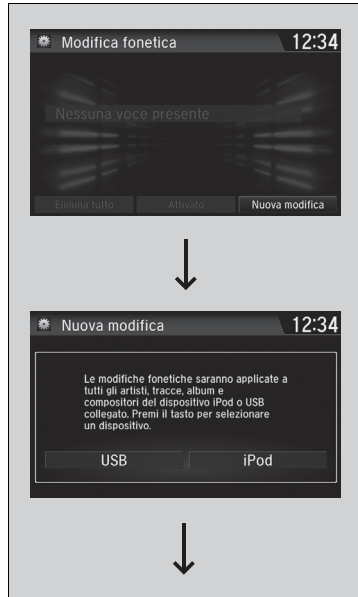 Modifica fonetica 12:34
Nessuna voce presente
Elimina tutto Attivato Nuova modifica
Nuova modifica 12:34
Le modifiche fonetiche saranno applicate a
tutti gli artisti, tracce, album e
compositori del dispositivo iPod o USB
collegato. Premi il tasto per selezionare
un dispositivo.
USB iPod